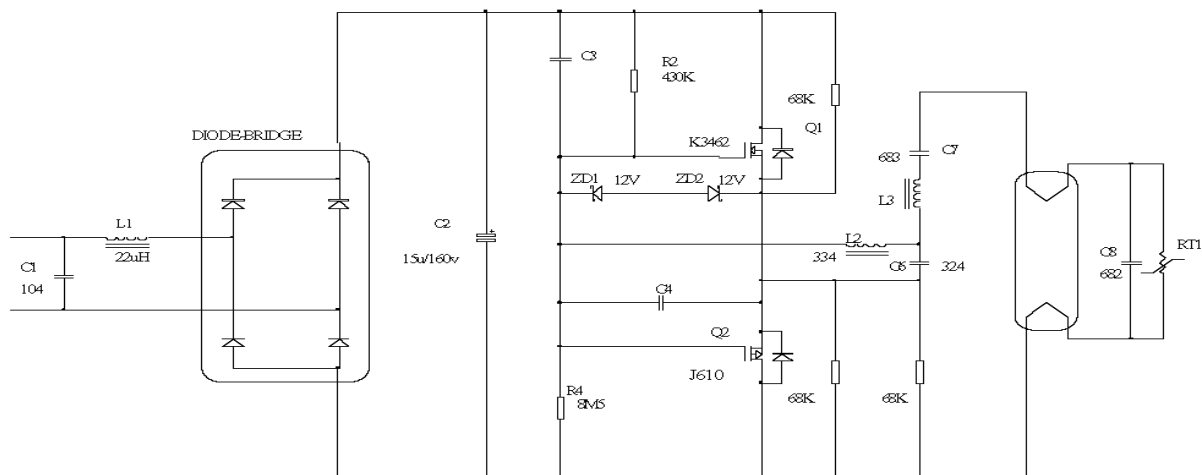 C3
R2
430K
68K
DIODE-BRIDGE
K3462
Q1
683
C7
ZD1 12V
ZD2 12V
L3
L1
C2
L2
22uH
15u/160v
334
C6
324
C8
682
RT1
C1
104
C4
Q2
J610
R4
8M5
68K
68K